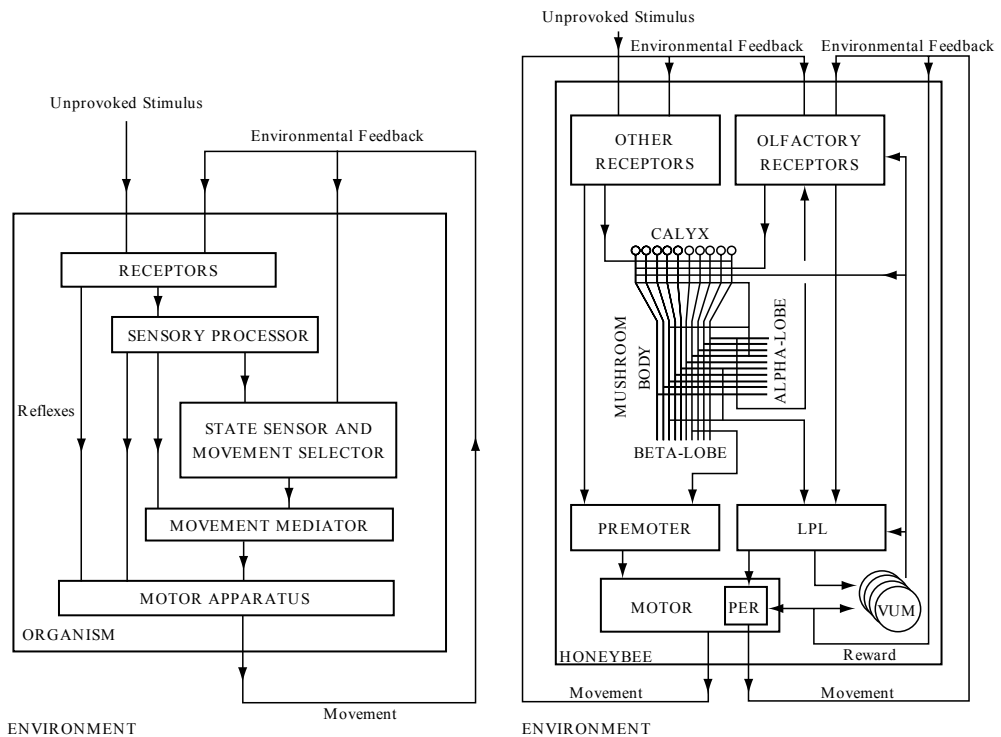 Unprovoked Stimulus
Environmental Feedback
RECEPTORS
SENSORY PROCESSOR
Reflexes
STATE SENSOR AND
MOVEMENT SELECTOR
MOVEMENT MEDIATOR
MOTOR APPARATUS
ORGANISM
Movement
ENVIRONMENT
Unprovoked Stimulus
Environmental Feedback
Environmental Feedback
OTHER
RECEPTORS
OLFACTORY
RECEPTORS
CALYX
MUSHROOM
BODY
ALPHA-LOBE
BETA-LOBE
PREMOTER
LPL
MOTOR
PER
VUM
HONEYBEE
Reward
Movement
Movement
ENVIRONMENT